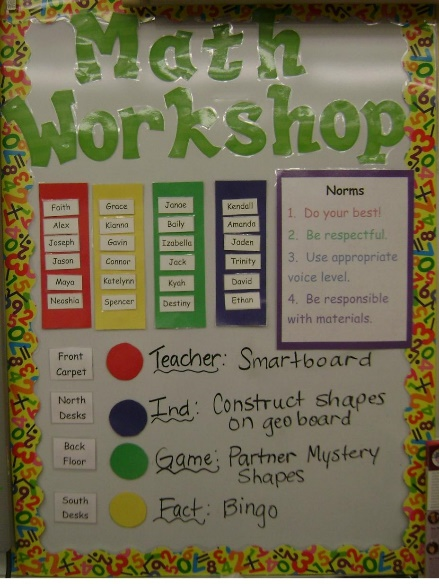 Math
Workshop
Faith
Alex
Joseph
Jason
Maya
Neashia
Grace
Kianna
Gavin
Connor
Katelynn
Spencer
Janae
Baily
Izabella
Jack
Kyah
Destiny
Kendall
Amanda
Jaden
Trinity
David
Ethan
Norms
1. Do your best!
2. Be respectful.
3. Use appropriate
voice level.
4. Be responsible
with materials.
Front
Carpet
Teacher: Smartboard
North
Desks
Ind: Construct shapes
on geoboard
Back
Floor
Game: Partner Mystery
Shapes
South
Desks
Fact: Bingo